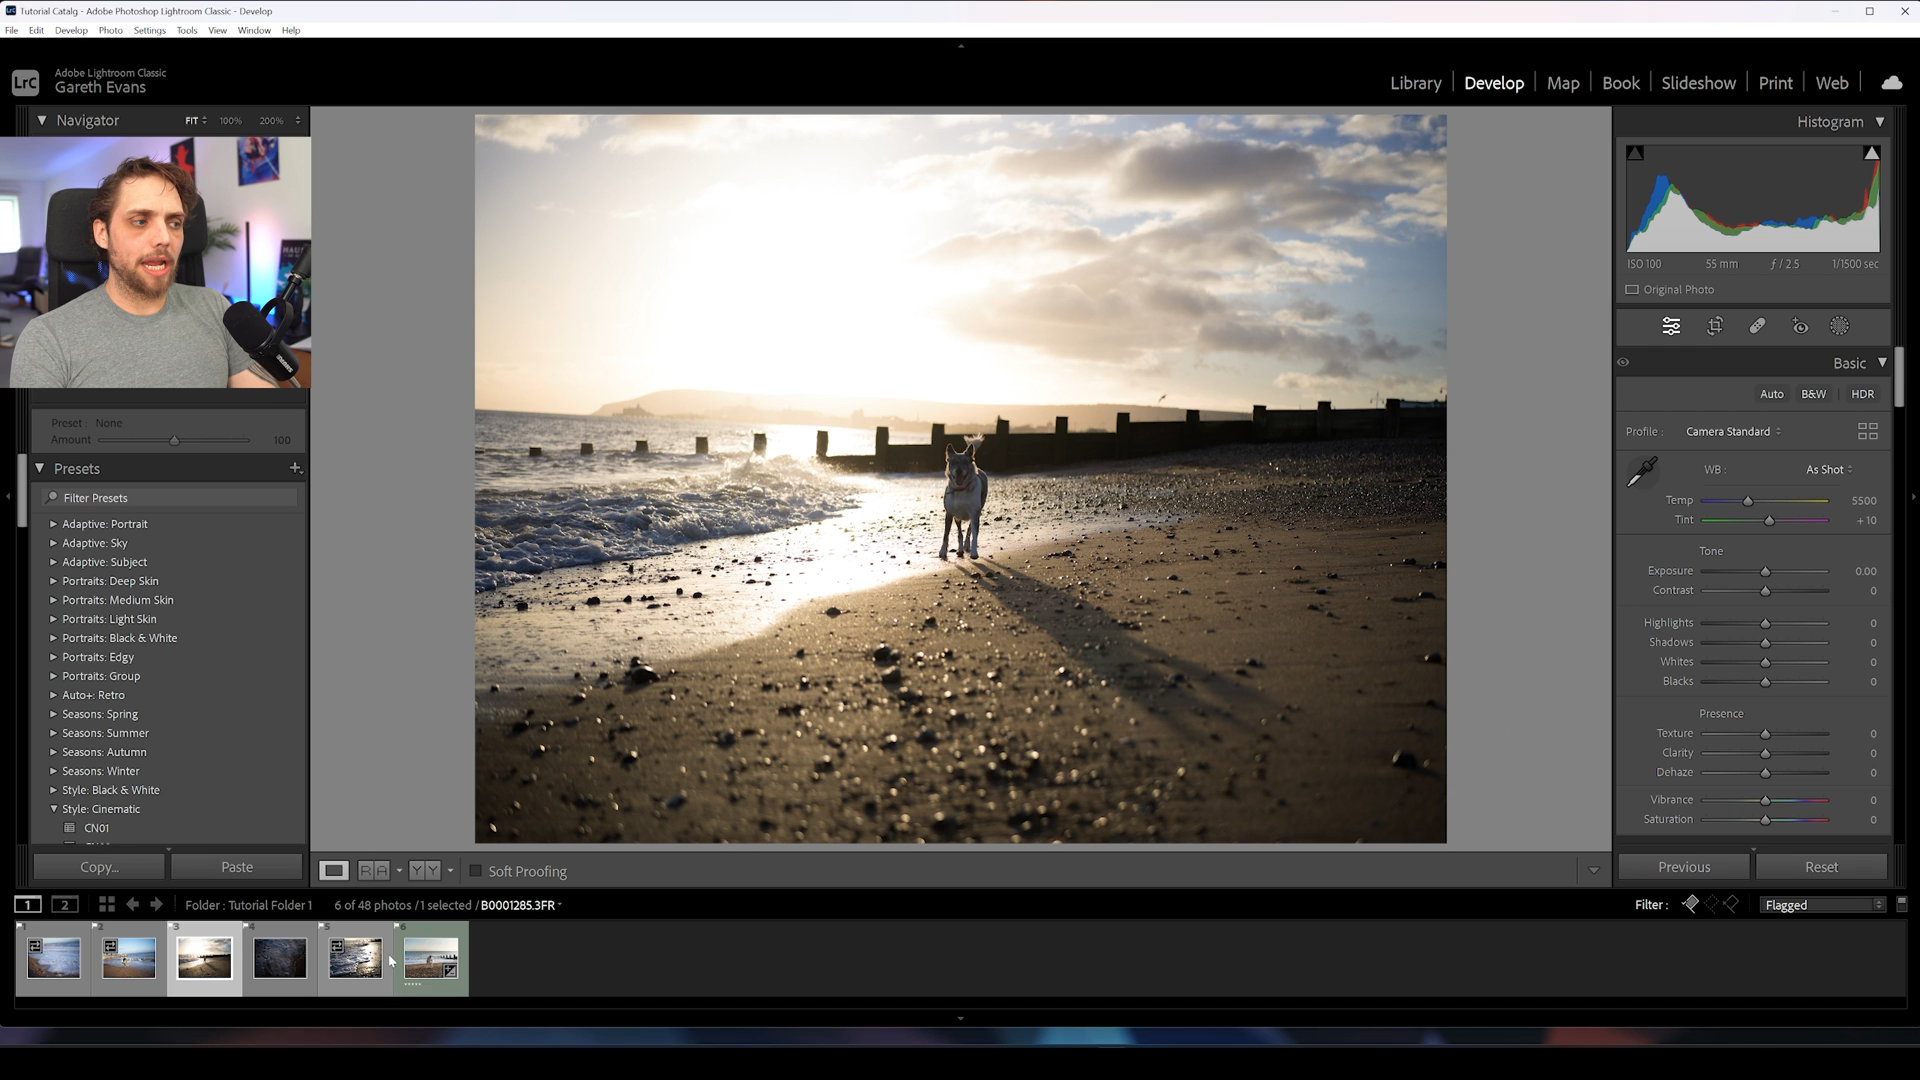 Tutorial Catalg - Adobe Photoshop Lightroom Classic - Develop
File Edit Develop Photo Settings Tools View Window Help
LrC
Adobe Lightroom Classic
Gareth Evans
Library Develop Map Book Slideshow Print Web
Navigator FIT 100% 200%
Preset : None
Amount 100
Presets
Filter Presets
Adaptive: Portrait
Adaptive: Sky
Adaptive: Subject
Portraits: Deep Skin
Portraits: Medium Skin
Portraits: Light Skin
Portraits: Black & White
Portraits: Edgy
Portraits: Group
Auto+: Retro
Seasons: Spring
Seasons: Summer
Seasons: Autumn
Seasons: Winter
Style: Black & White
Style: Cinematic
CN01
Copy... Paste
Histogram
ISO 100 55 mm ƒ / 2.5 1/1500 sec
Original Photo
Basic
Auto B&W HDR
Profile : Camera Standard
WB : As Shot
Temp 5500
Tint + 10
Tone
Exposure 0.00
Contrast 0
Highlights 0
Shadows 0
Whites 0
Blacks 0
Presence
Texture 0
Clarity 0
Dehaze 0
Vibrance 0
Saturation 0
Previous Reset
R A Y Y Soft Proofing
1 2 Folder : Tutorial Folder 1 6 of 48 photos / 1 selected / B0001285.3FR
Filter : Flagged
1 2 3 4 5 6